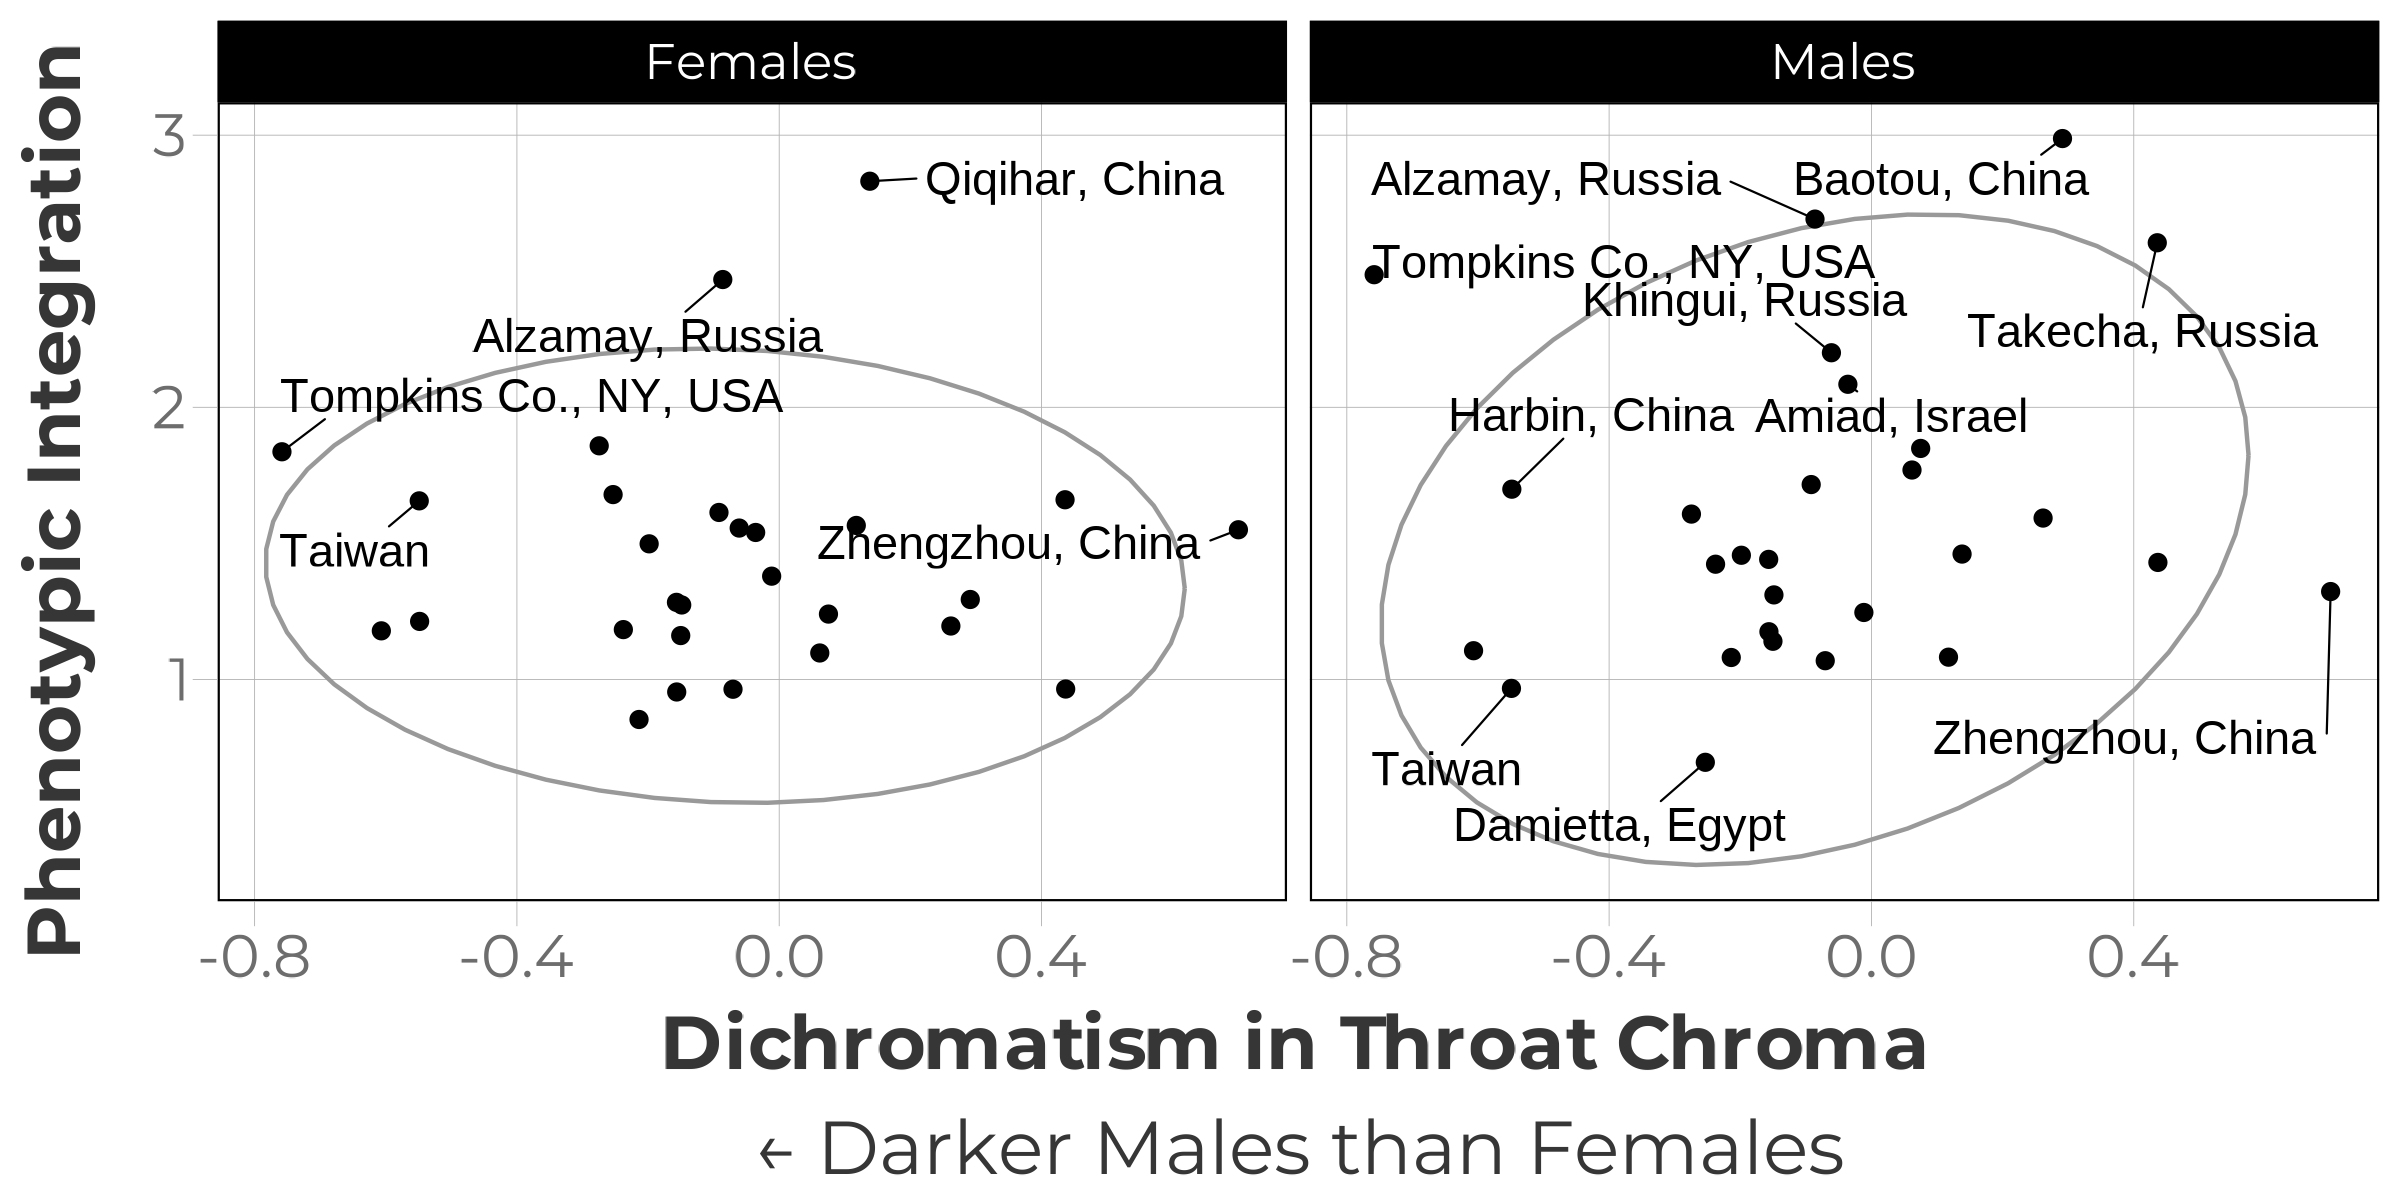 Females
Males
Phenotypic Integration
3
2
1
Qiqihar, China
Alzamay, Russia
Tompkins Co., NY, USA
Taiwan
Zhengzhou, China
Alzamay, Russia
Baotou, China
Tompkins Co., NY, USA
Khingui, Russia
Takecha, Russia
Harbin, China
Amiad, Israel
Zhengzhou, China
Taiwan
Damietta, Egypt
-0.8
-0.4
0.0
0.4
-0.8
-0.4
0.0
0.4
Dichromatism in Throat Chroma
← Darker Males than Females